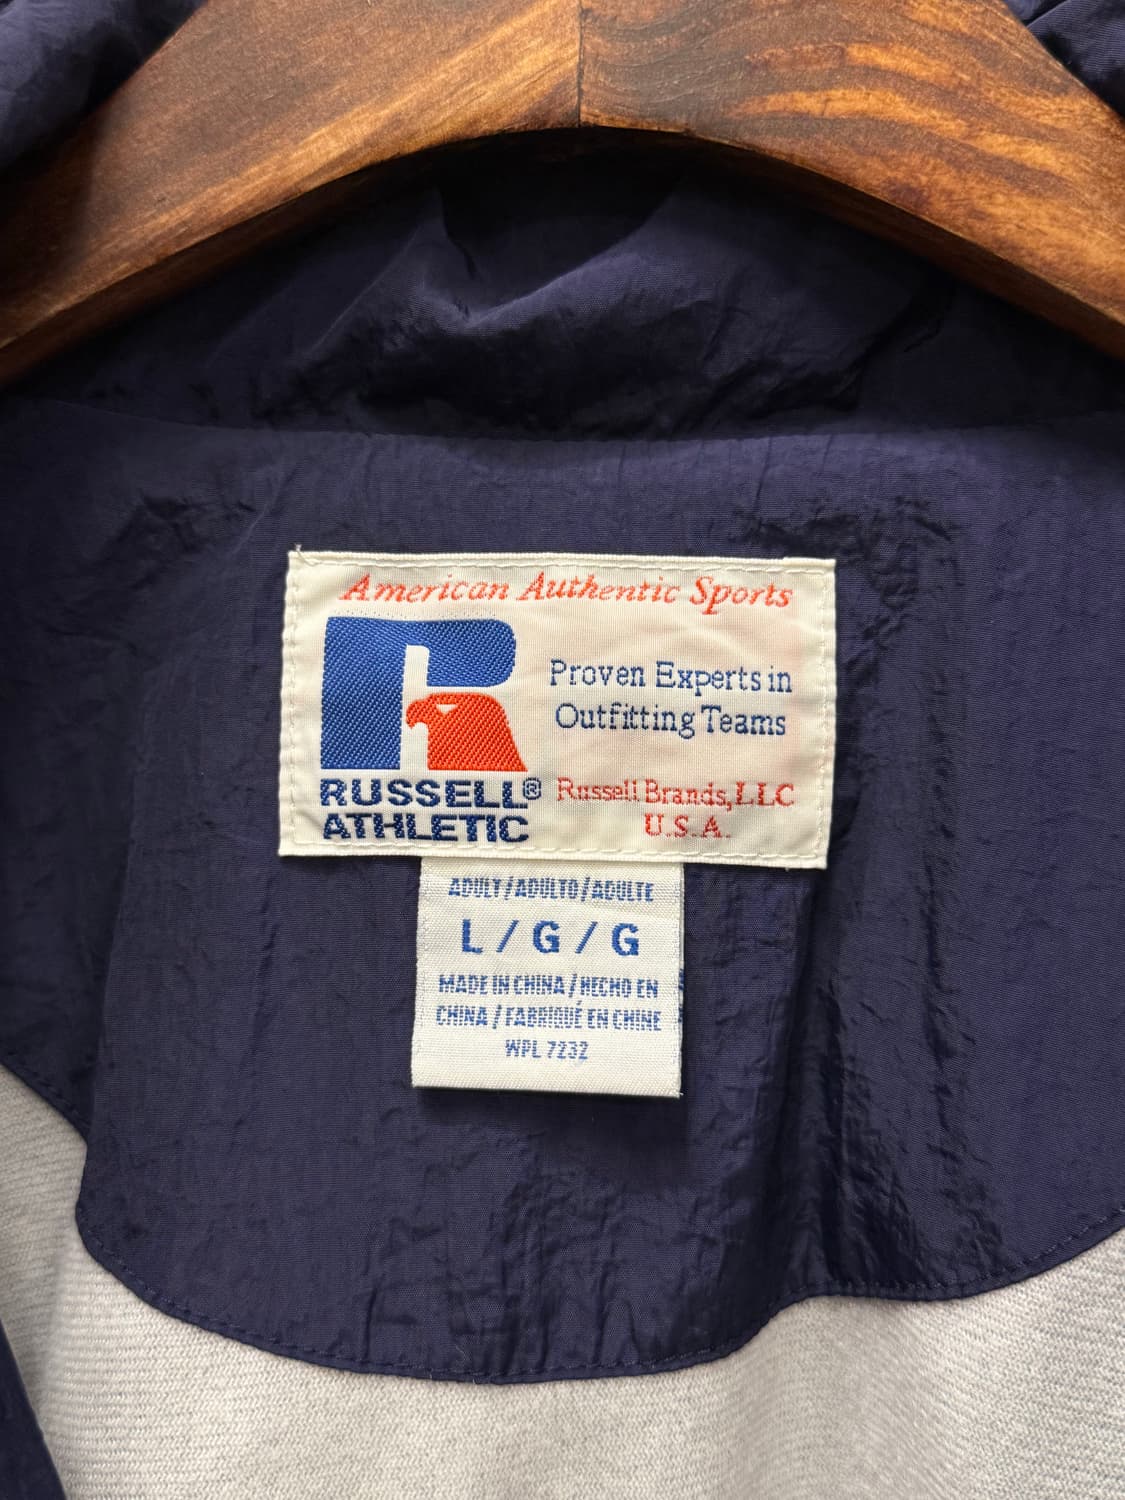 American Authentic Sports
Proven Experts in
Outfitting Teams
RUSSELL®
ATHLETIC
Russell Brands, LLC
U.S.A.
ADULT/ADULTO/ADULTE
L / G / G
MADE IN CHINA / HECHO EN
CHINA / FABRIQUÉ EN CHINE
WPL 7232